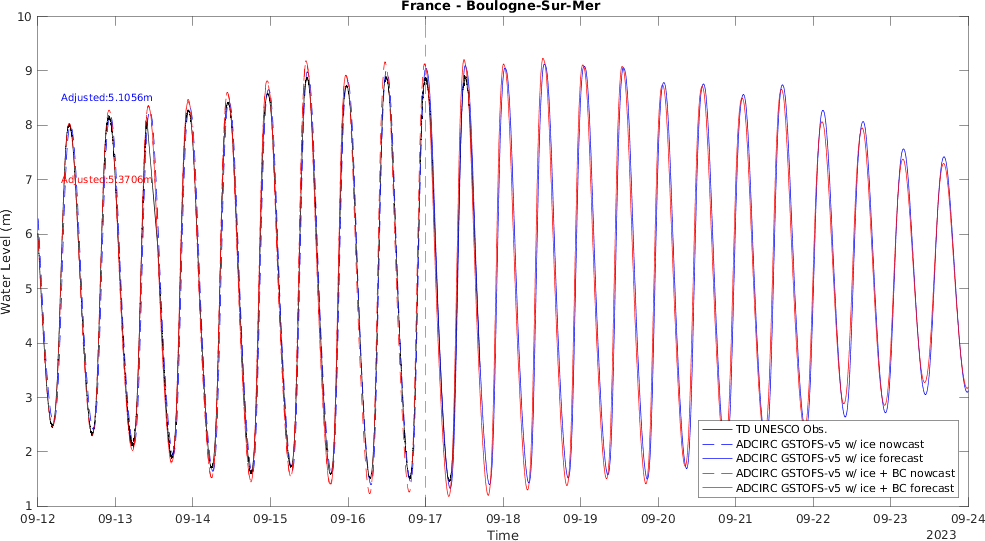 France - Boulogne-Sur-Mer
10
9
8
7
6
5
4
3
2
1
Water Level (m)
Adjusted:5.1056m
Adjusted:5.3706m
TD UNESCO Obs.
ADCIRC GSTOFS-v5 w/ ice nowcast
ADCIRC GSTOFS-v5 w/ ice forecast
ADCIRC GSTOFS-v5 w/ ice + BC nowcast
ADCIRC GSTOFS-v5 w/ ice + BC forecast
09-12 09-13 09-14 09-15 09-16 09-17 09-18 09-19 09-20 09-21 09-22 09-23 09-24
Time
2023